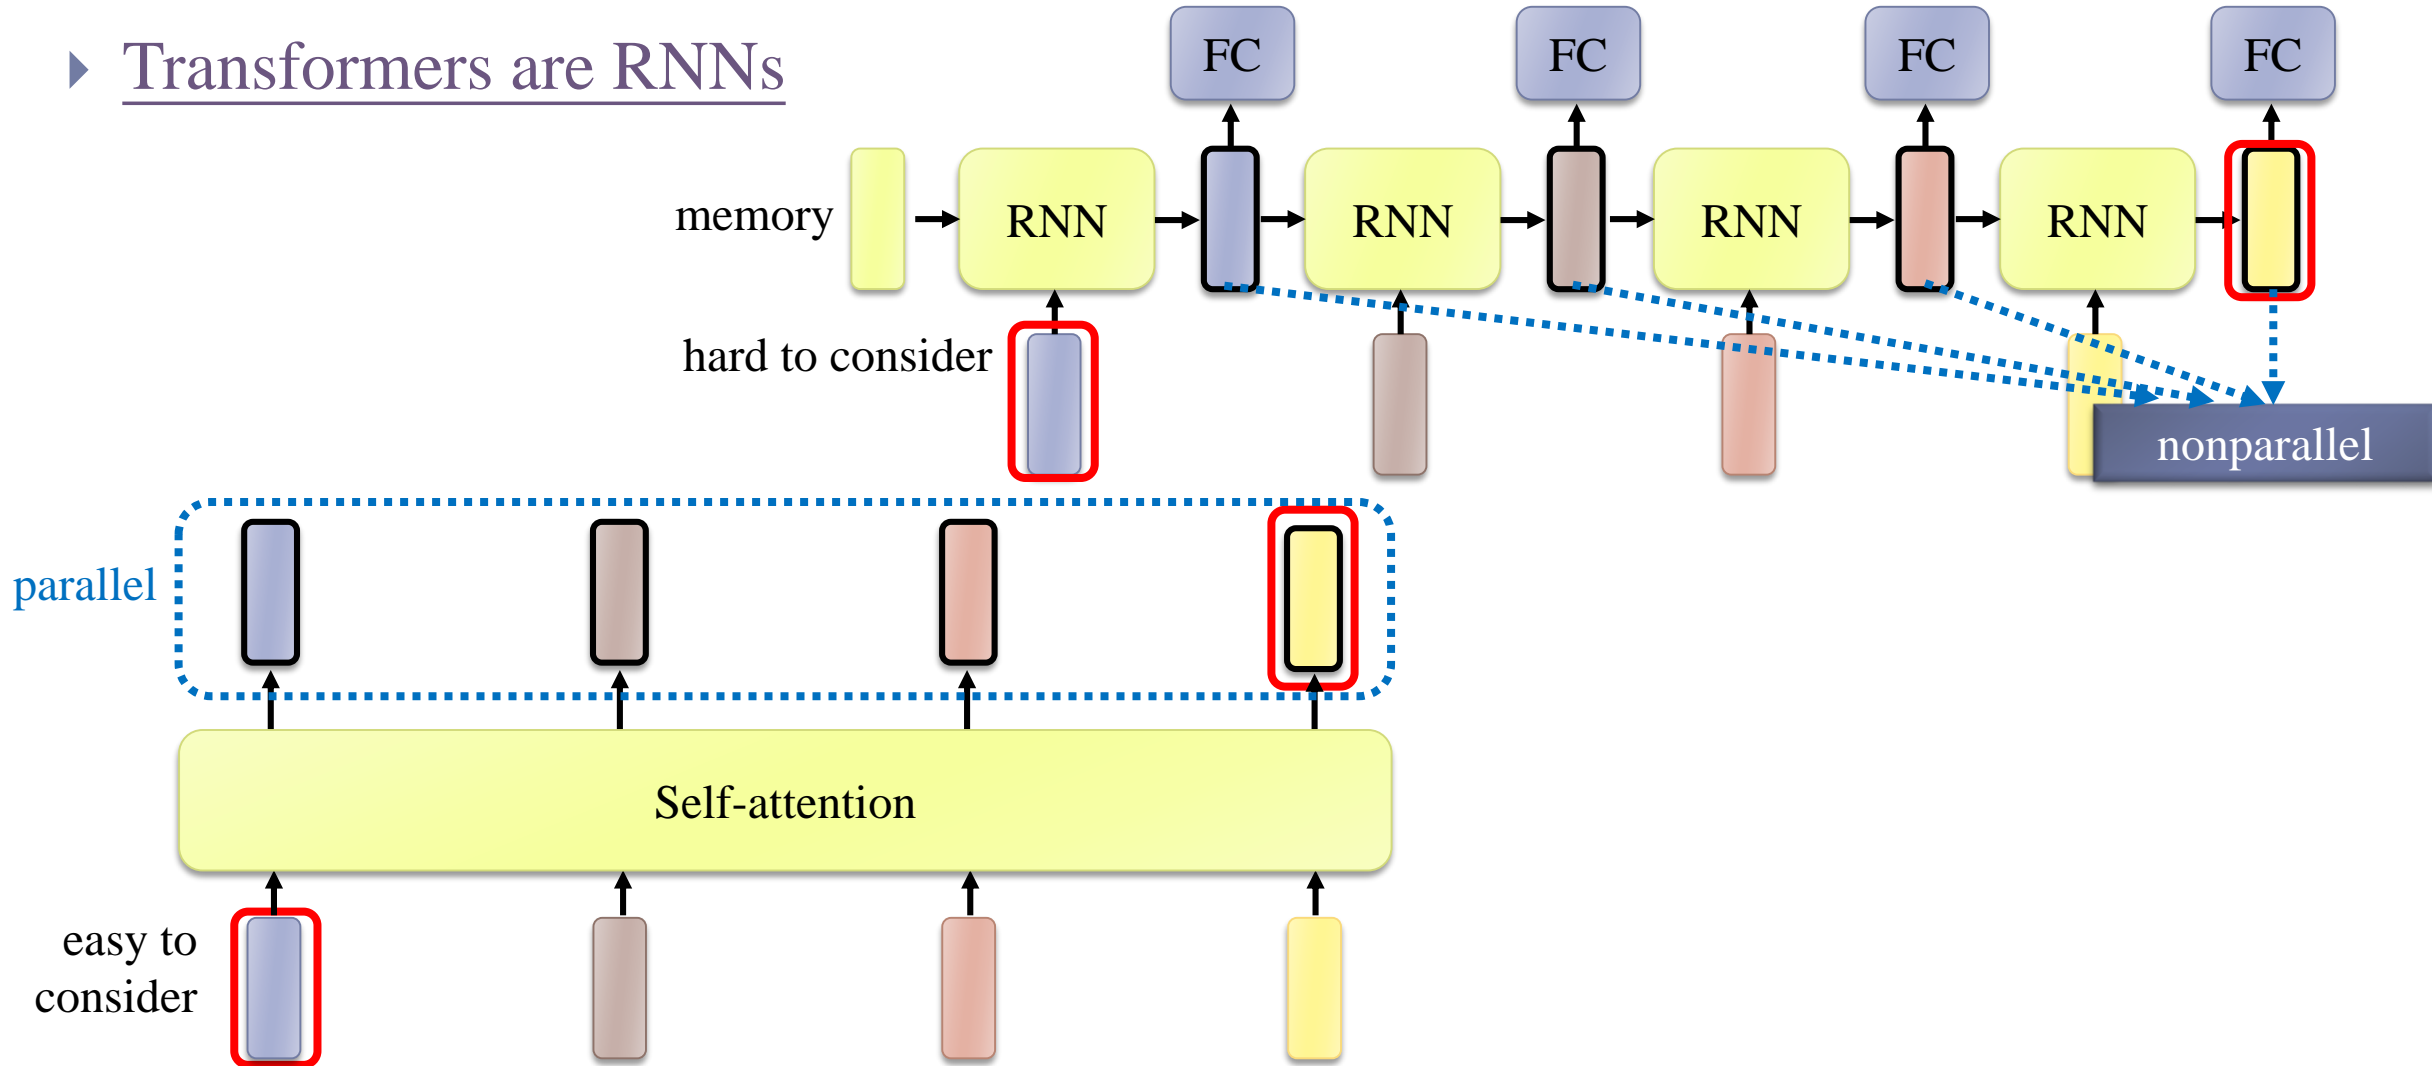 Transformers are RNNs
FC FC FC FC
memory RNN RNN RNN RNN
hard to consider
nonparallel
parallel
Self-attention
easy to
consider